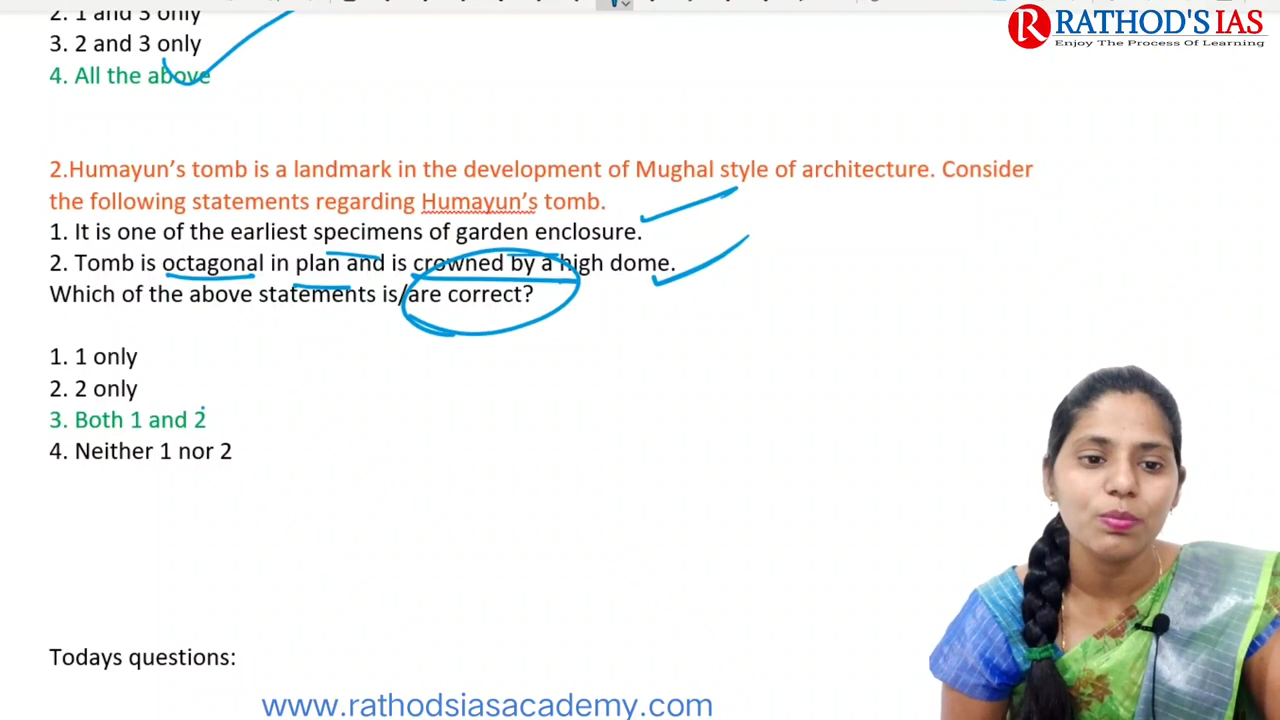 2. 1 and 3 only
RATHOD'S IAS
Enjoy The Process Of Learning
3. 2 and 3 only
4. All the above
2.Humayun's tomb is a landmark in the development of Mughal style of architecture. Consider
the following statements regarding Humayun's tomb.
1. It is one of the earliest specimens of garden enclosure.
2. Tomb is octagonal in plan and is crowned by a high dome.
Which of the above statements is/are correct?
1. 1 only
2. 2 only
3. Both 1 and 2
4. Neither 1 nor 2
Todays questions:
www.rathodsiasacademy.com